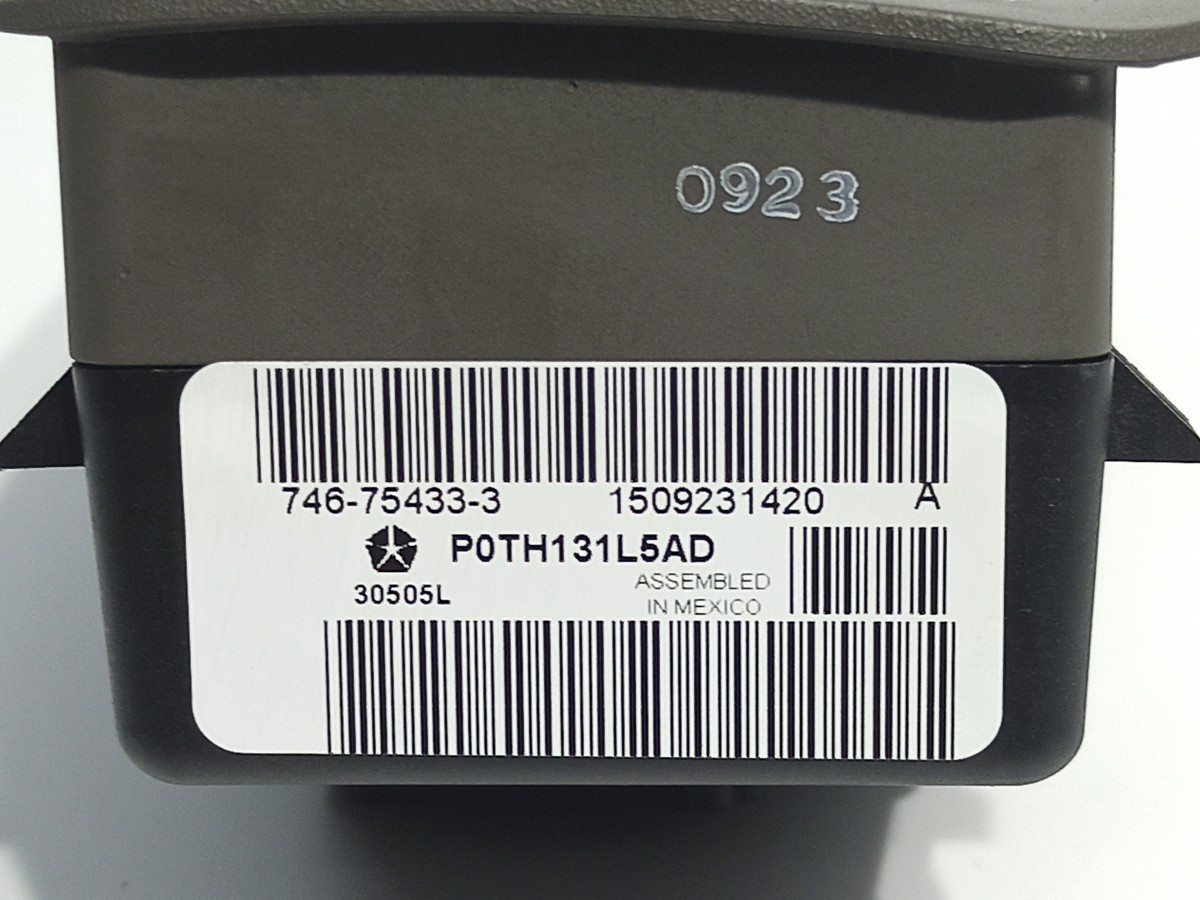 0923
746-75433-3 1509231420 A
P0TH131L5AD
30505L
ASSEMBLED
IN MEXICO